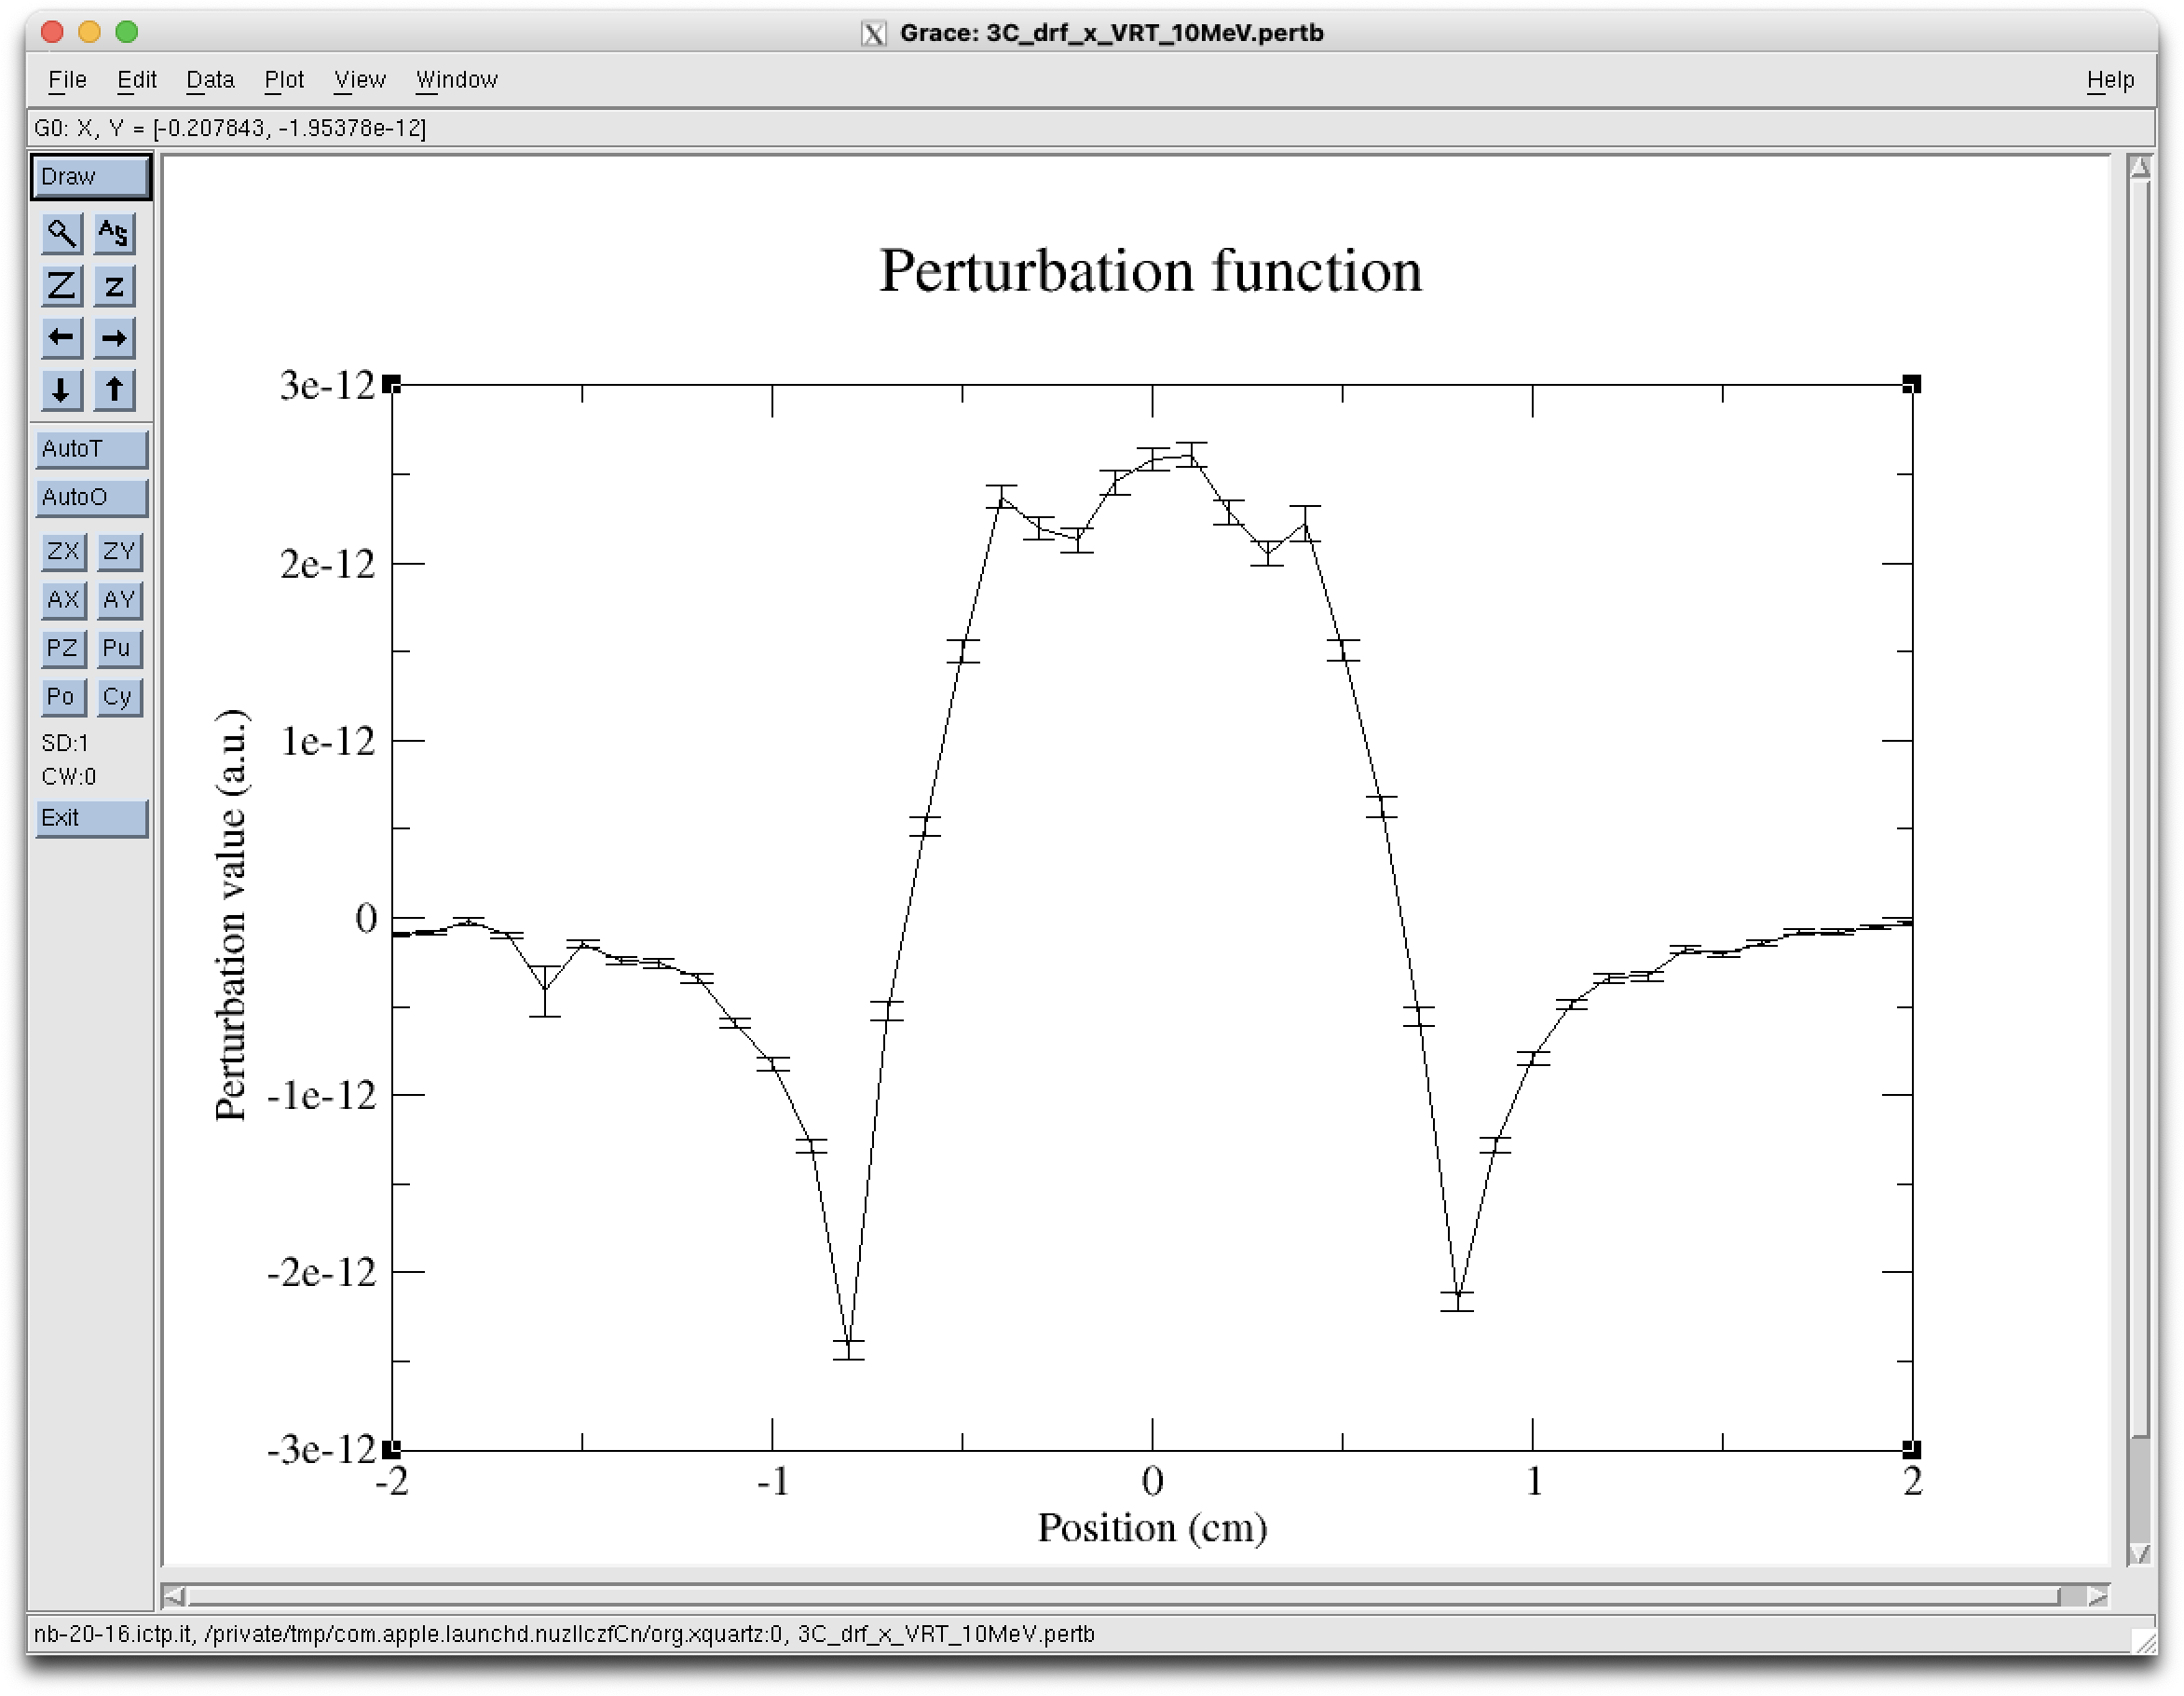 Grace: 3C_drf_x_VRT_10MeV.pertb
File Edit Data Plot View Window Help
G0: X, Y = [-0.207843, -1.95378e-12]
Draw
AS
Z z
AutoT
AutoO
ZX ZY
AX AY
PZ Pu
Po Cy
SD:1
CW:0
Exit
Perturbation function
3e-12
2e-12
1e-12
0
-1e-12
-2e-12
-3e-12
Perturbation value (a.u.)
-2 -1 0 1 2
Position (cm)
nb-20-16.ictp.it, /private/tmp/com.apple.launchd.nuzIlczfCn/org.xquartz:0, 3C_drf_x_VRT_10MeV.pertb